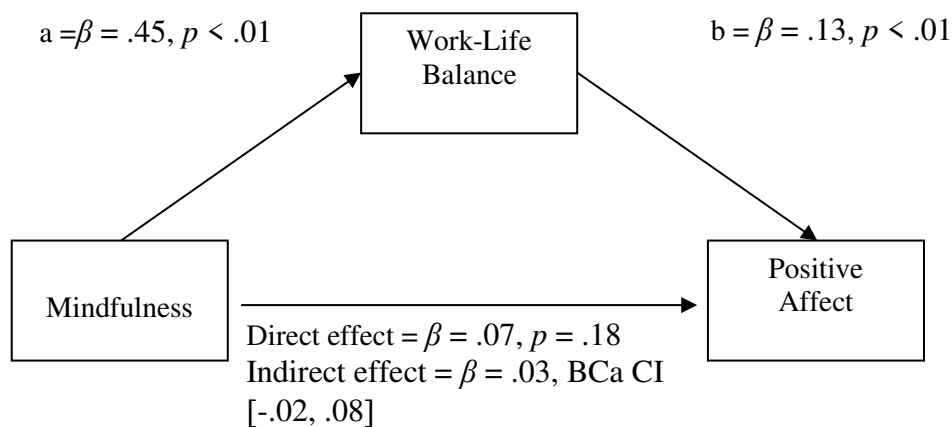 a =β = .45, p < .01
Work-Life
Balance
b = β = .13, p < .01
Mindfulness
Positive
Affect
Direct effect = β = .07, p = .18
Indirect effect = β = .03, BCa CI
[-.02, .08]